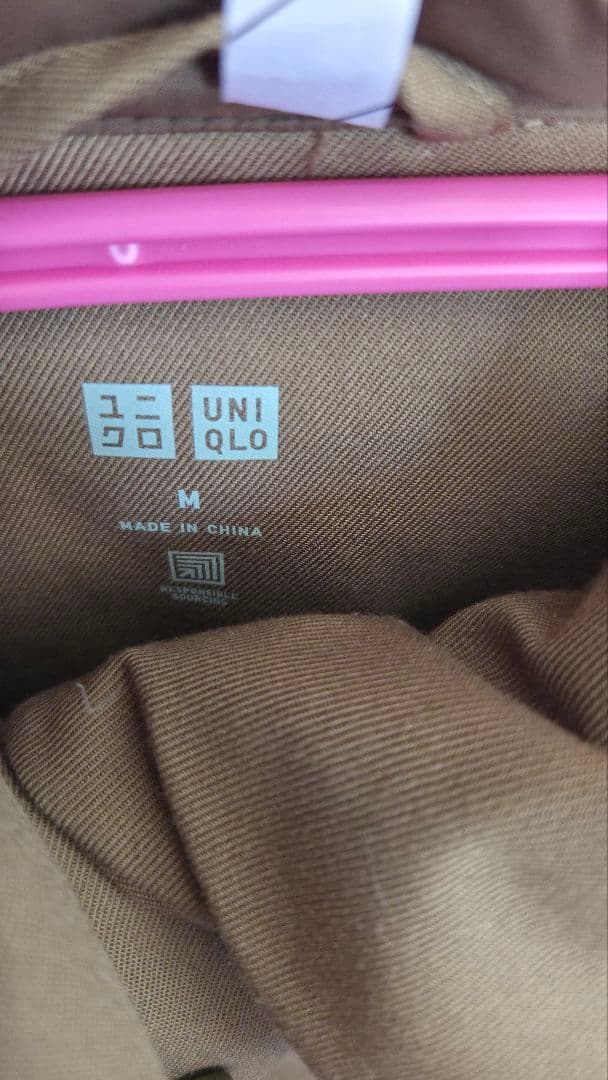 ユニ
クロ
UNI
QLO
M
MADE IN CHINA
RESPONSIBLE
SOURCING